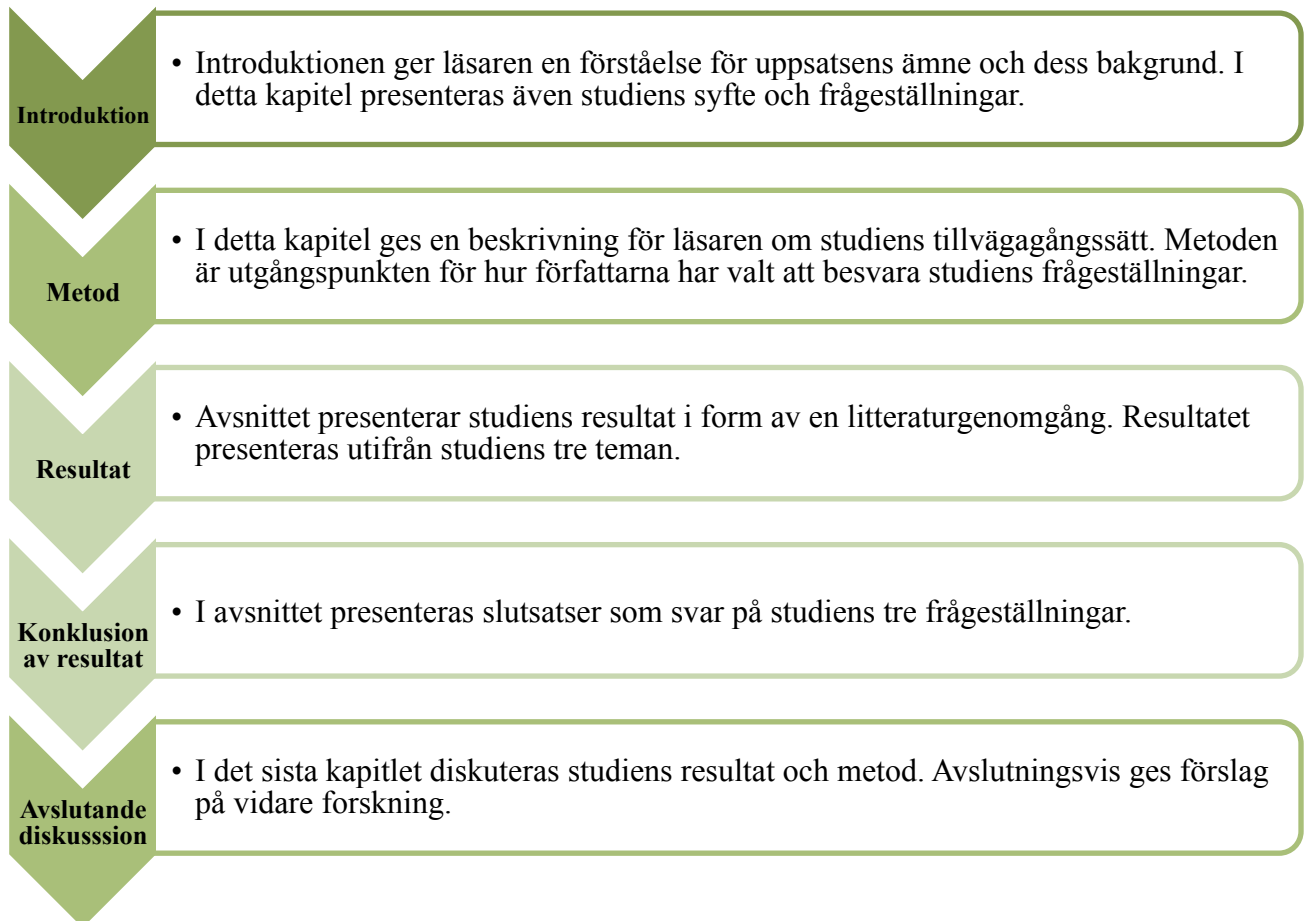 Introduktion
• Introduktionen ger läsaren en förståelse för uppsatsens ämne och dess bakgrund. I
detta kapitel presenteras även studiens syfte och frågeställningar.
Metod
• I detta kapitel ges en beskrivning för läsaren om studiens tillvägagångssätt. Metoden
är utgångspunkten för hur författarna har valt att besvara studiens frågeställningar.
Resultat
• Avsnittet presenterar studiens resultat i form av en litteraturgenomgång. Resultatet
presenteras utifrån studiens tre teman.
Konklusion
av resultat
• I avsnittet presenteras slutsatser som svar på studiens tre frågeställningar.
Avslutande
diskusssion
• I det sista kapitlet diskuteras studiens resultat och metod. Avslutningsvis ges förslag
på vidare forskning.